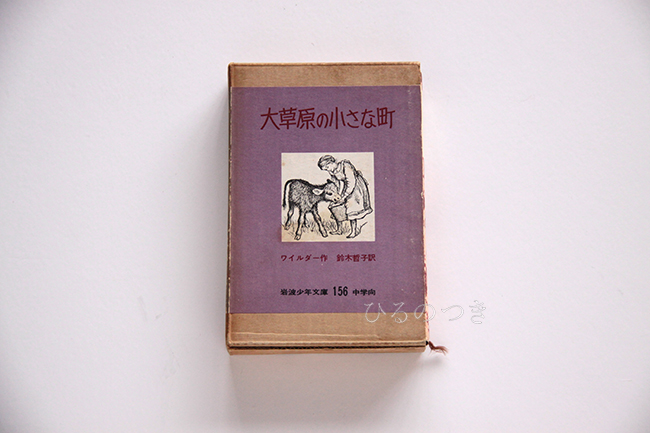 大草原の小さな町
ワイルダー作 鈴木哲子訳
岩波少年文庫 156 中学向
ひるのつき